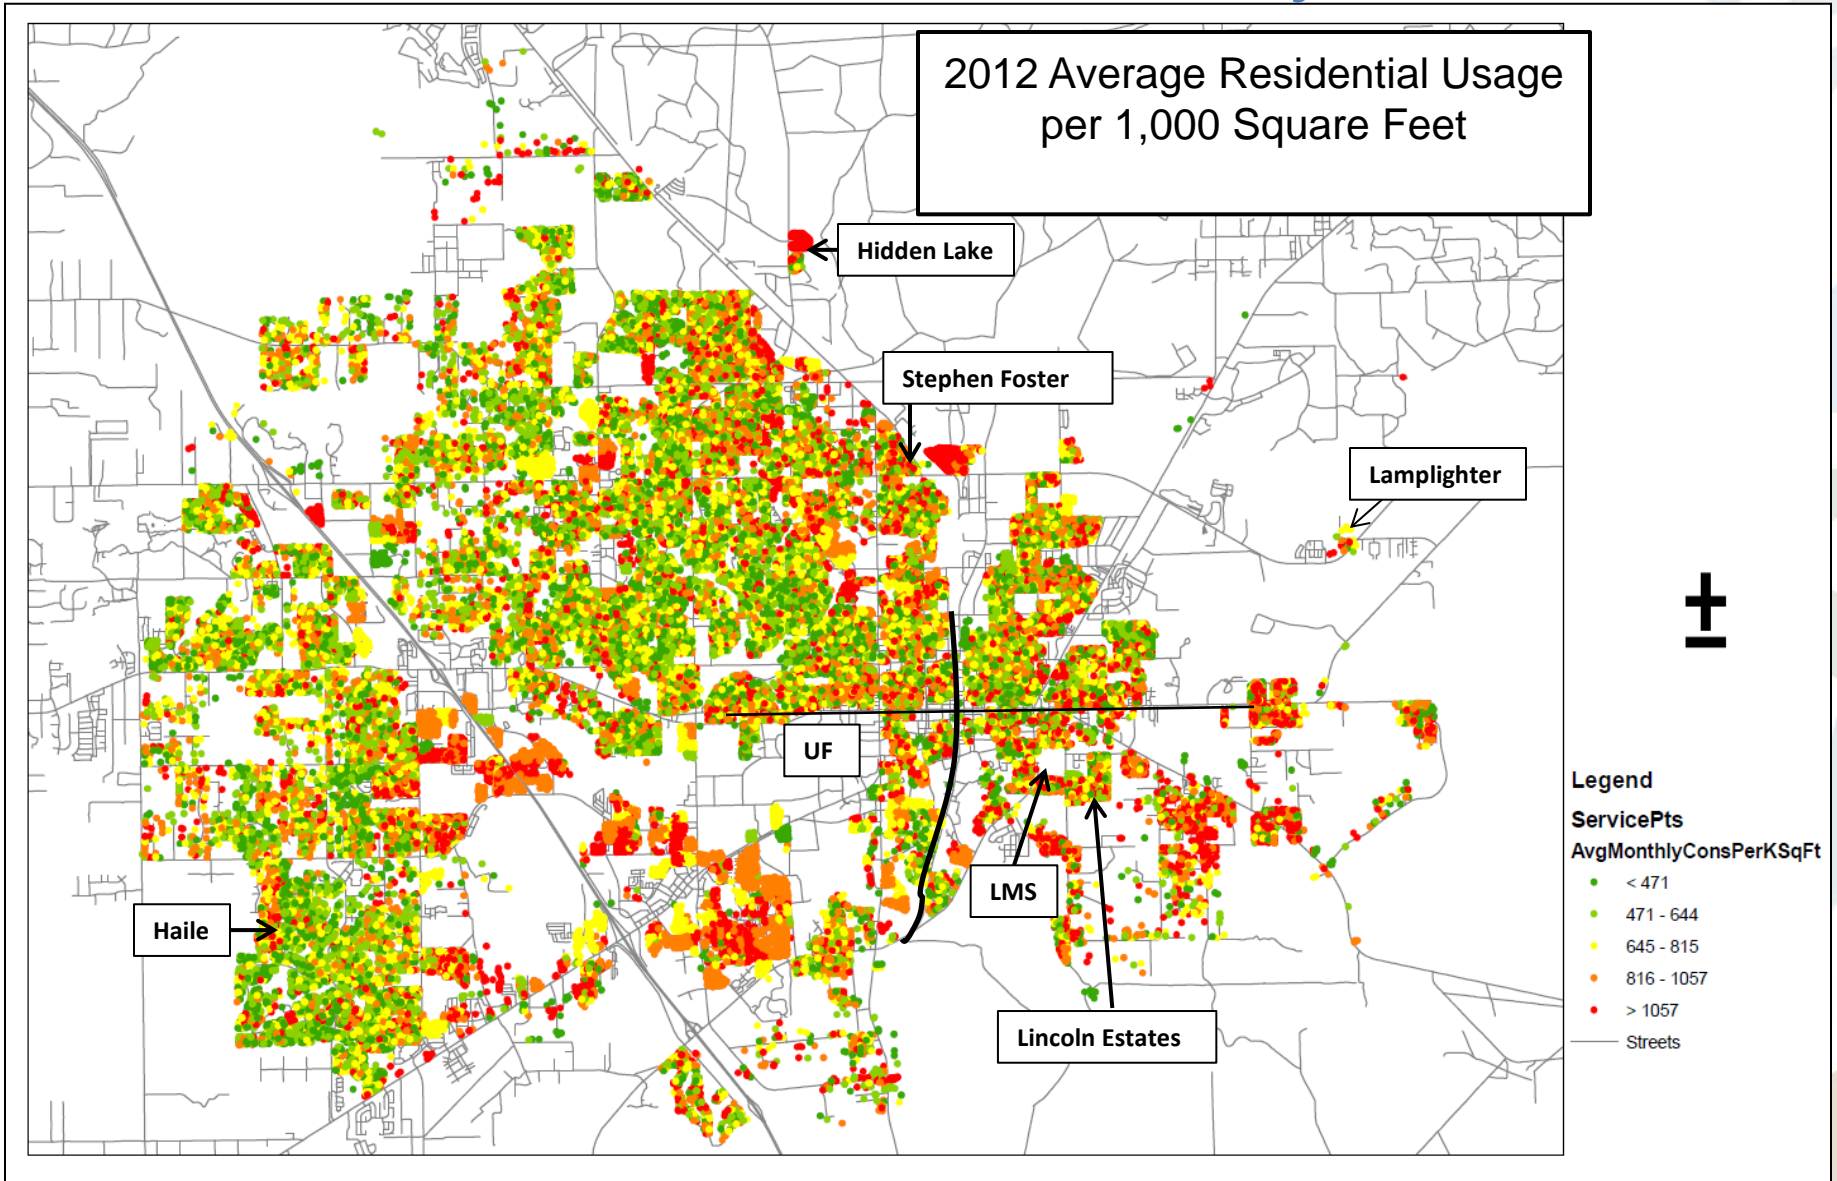 2012 Average Residential Usage
per 1,000 Square Feet
Hidden Lake
Stephen Foster
Lamplighter
UF
LMS
Haile
Lincoln Estates
Legend
ServicePts
AvgMonthlyConsPerKSqFt
< 471
471 - 644
645 - 815
816 - 1057
> 1057
Streets